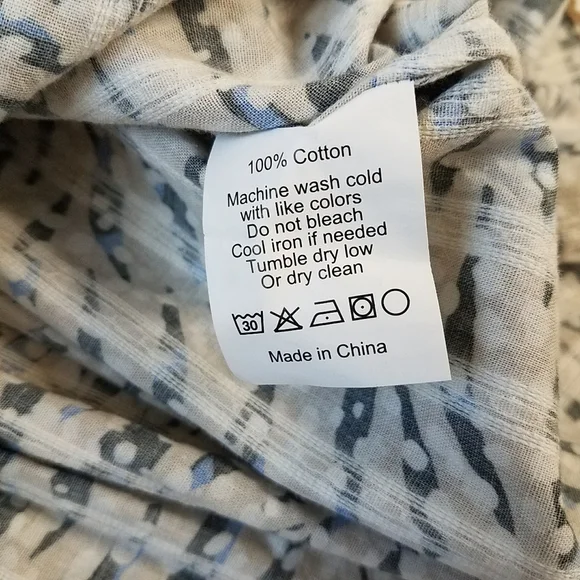 100% Cotton
Machine wash cold
with like colors
Do not bleach
Cool iron if needed
Tumble dry low
Or dry clean
30
Made in China